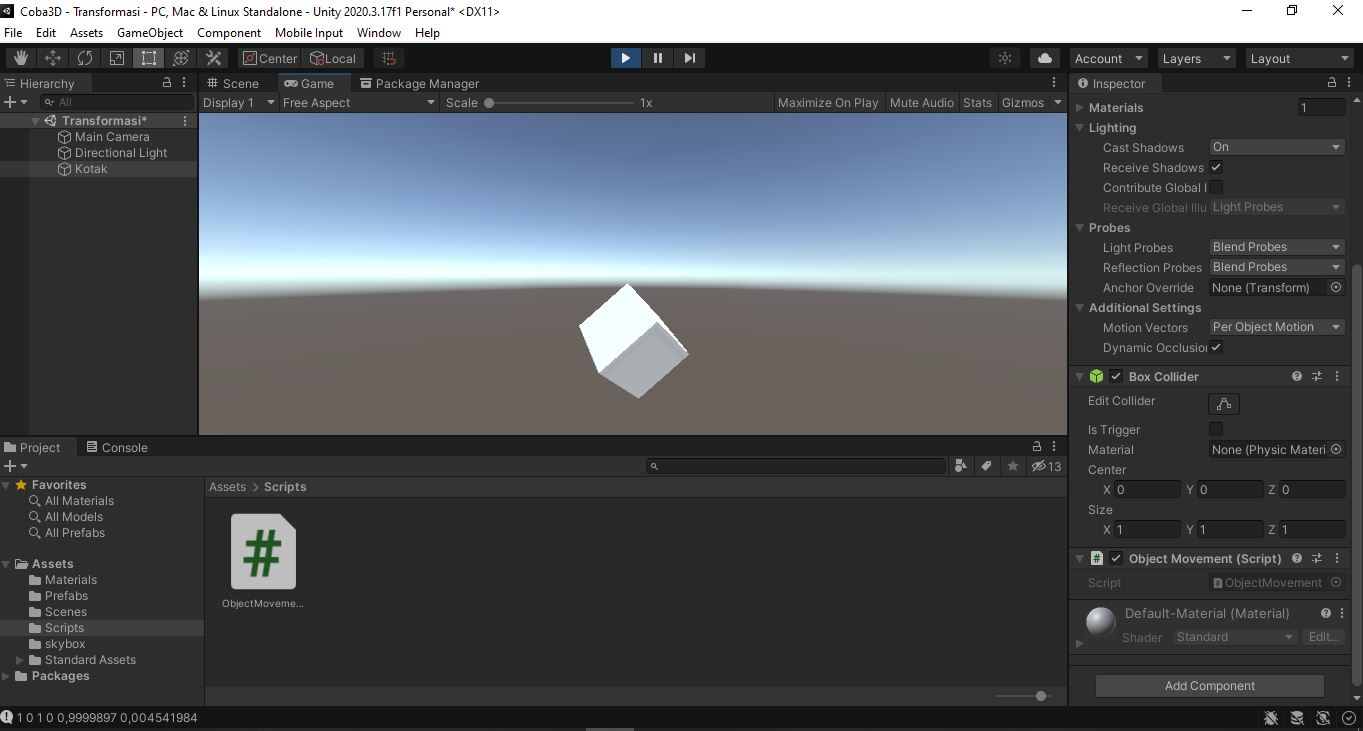 Coba3D - Transformasi - PC, Mac & Linux Standalone - Unity 2020.3.17f1 Personal* <DX11>
File Edit Assets GameObject Component Mobile Input Window Help
Center Local Account Layers Layout
Hierarchy
All
Transformasi*
Main Camera
Directional Light
Kotak
Scene Game Package Manager
Display 1 Free Aspect Scale 1x Maximize On Play Mute Audio Stats Gizmos
Inspector
Materials 1
Lighting
Cast Shadows On
Receive Shadows
Contribute Global I
Receive Global Illu Light Probes
Probes
Light Probes Blend Probes
Reflection Probes Blend Probes
Anchor Override None (Transform)
Additional Settings
Motion Vectors Per Object Motion
Dynamic Occlusion
Box Collider
Edit Collider
Is Trigger
Material None (Physic Materi
Center
X 0 Y 0 Z 0
Size
X 1 Y 1 Z 1
Object Movement (Script)
Script #ObjectMovement
Default-Material (Material)
Shader Standard Edit...
Add Component
Project Console
13
Favorites
All Materials
All Models
All Prefabs
Assets
Materials
Prefabs
Scenes
Scripts
skybox
Standard Assets
Packages
Assets > Scripts
#
ObjectMoveme...
1 0 1 0 0,9999897 0,004541984